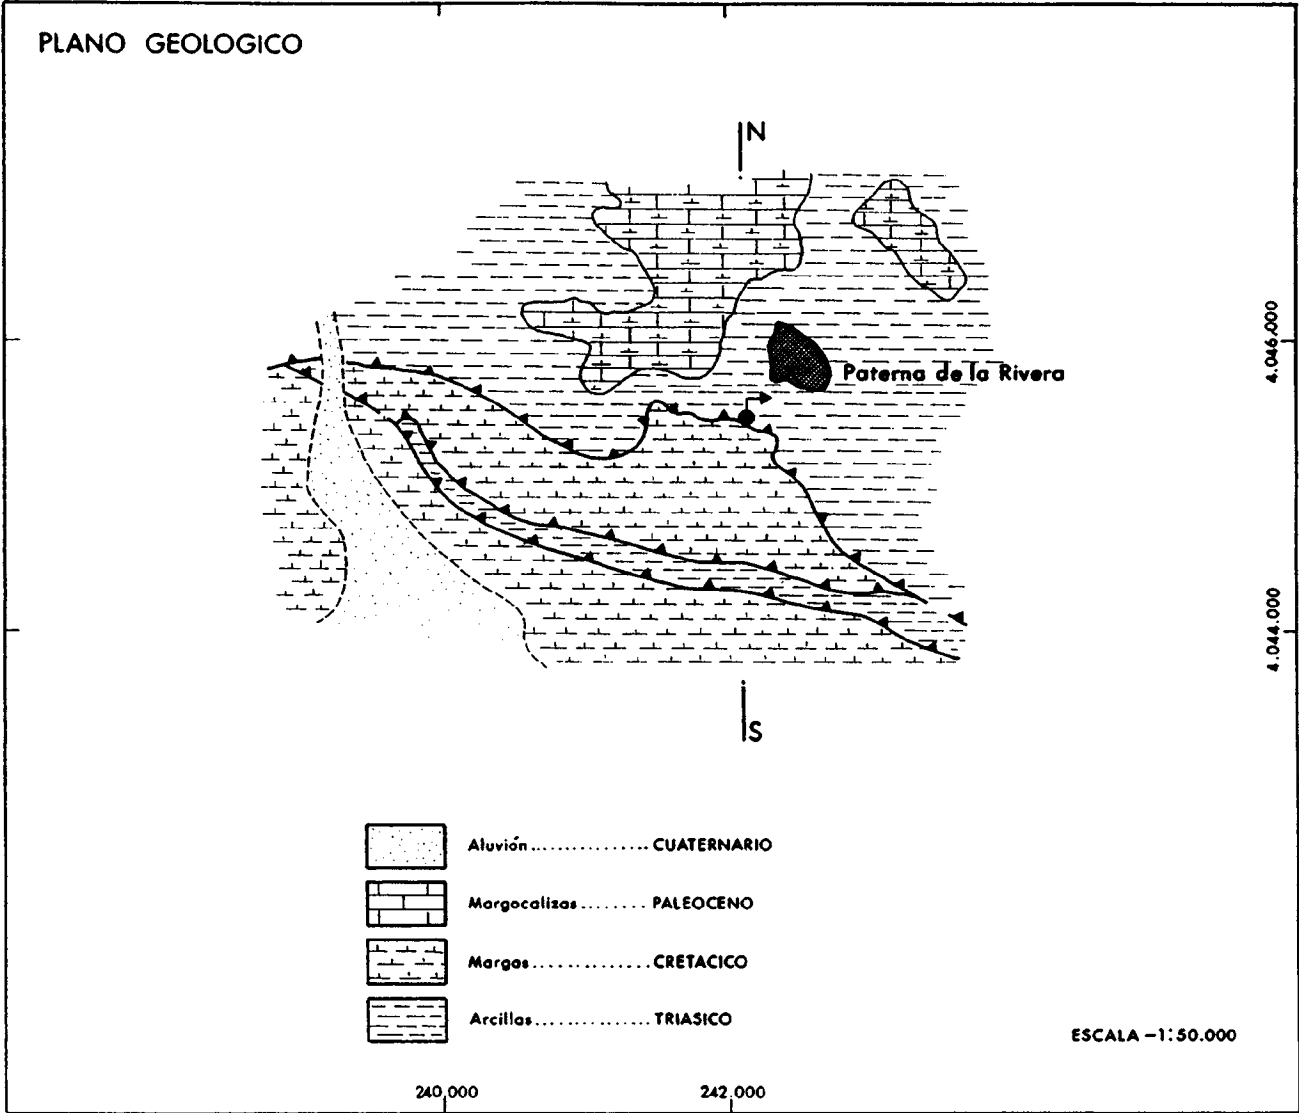 PLANO GEOLOGICO
N
4.046.000
Paterna de la Rivera
4.044.000
S
Aluvión.............. CUATERNARIO
Margocalizas........ PALEOCENO
Margas.............. CRETACICO
Arcillas.............. TRIASICO
ESCALA -1:50.000
240.000
242.000